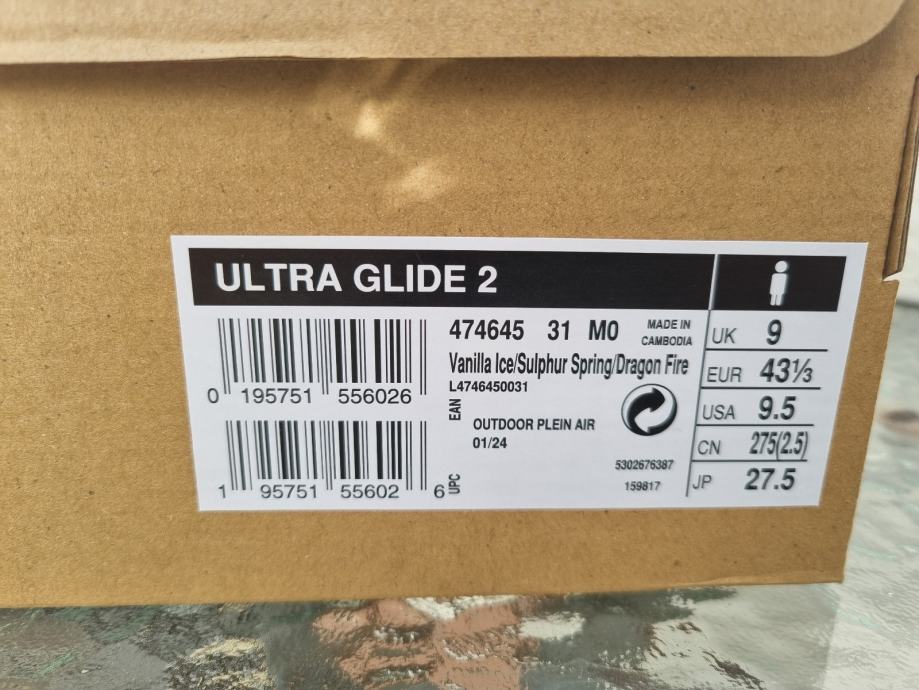 ULTRA GLIDE 2
474645 31 M0
MADE IN
CAMBODIA
Vanilla Ice/Sulphur Spring/Dragon Fire
L4746450031
0 195751 556026
EAN
OUTDOOR PLEIN AIR
01/24
5302676387
159817
1 95751 55602 6
UPC
UK 9
EUR 43⅓
USA 9.5
CN 275(2.5)
JP 27.5